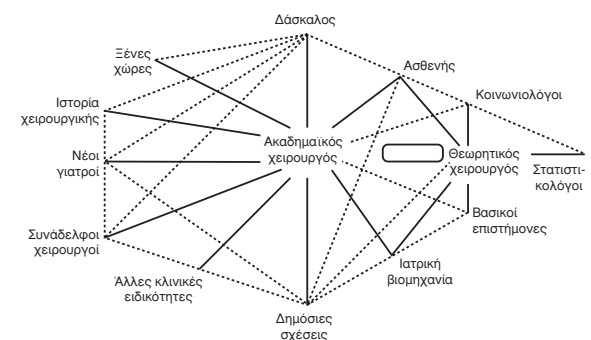 Δάσκαλος
Ξένες
χώρες
Ασθενής
Κοινωνιολόγοι
Ιστορία
χειρουργικής
Ακαδημαϊκός
χειρουργός
Νέοι
γιατροί
Θεωρητικός
χειρουργός
Στατιστι-
κολόγοι
Βασικοί
επιστήμονες
Συνάδελφοι
χειρουργοί
Ιατρική
βιομηχανία
Άλλες κλινικές
ειδικότητες
Δημόσιες
σχέσεις